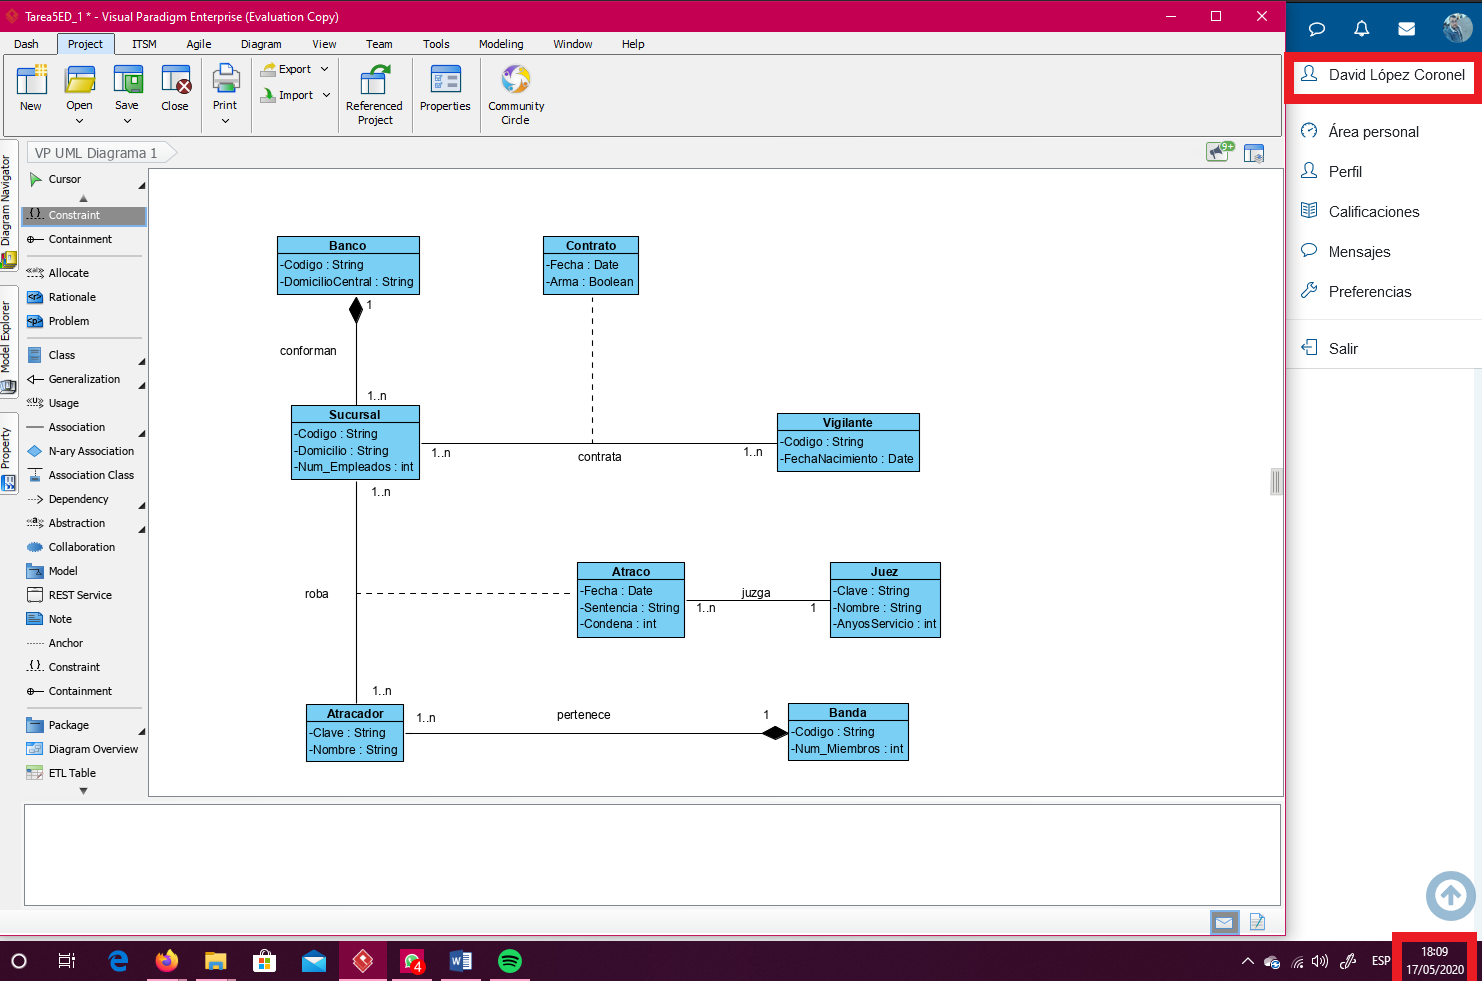 Tarea5ED_1 * - Visual Paradigm Enterprise (Evaluation Copy)
Dash Project ITSM Agile Diagram View Team Tools Modeling Window Help
New Open Save Close Print Export Import Referenced Project Properties Community Circle
VP UML Diagrama 1
9+
Diagram Navigator
Model Explorer
Property
Cursor
Constraint
Containment
Allocate
Rationale
Problem
Class
Generalization
Usage
Association
N-ary Association
Association Class
Dependency
Abstraction
Collaboration
Model
REST Service
Note
Anchor
Constraint
Containment
Package
Diagram Overview
ETL Table
Banco
-Codigo : String
-DomicilioCentral : String
Contrato
-Fecha : Date
-Arma : Boolean
1
conforman
1..n
Sucursal
-Codigo : String
-Domicilio : String
-Num_Empleados : int
1..n
contrata
1..n
Vigilante
-Codigo : String
-FechaNacimiento : Date
1..n
roba
Atraco
-Fecha : Date
-Sentencia : String
-Condena : int
juzga
1..n
1
Juez
-Clave : String
-Nombre : String
-AnyosServicio : int
1..n
Atracador
-Clave : String
-Nombre : String
1..n
pertenece
1
Banda
-Codigo : String
-Num_Miembros : int
David López Coronel
Área personal
Perfil
Calificaciones
Mensajes
Preferencias
Salir
4
ESP
18:09
17/05/2020